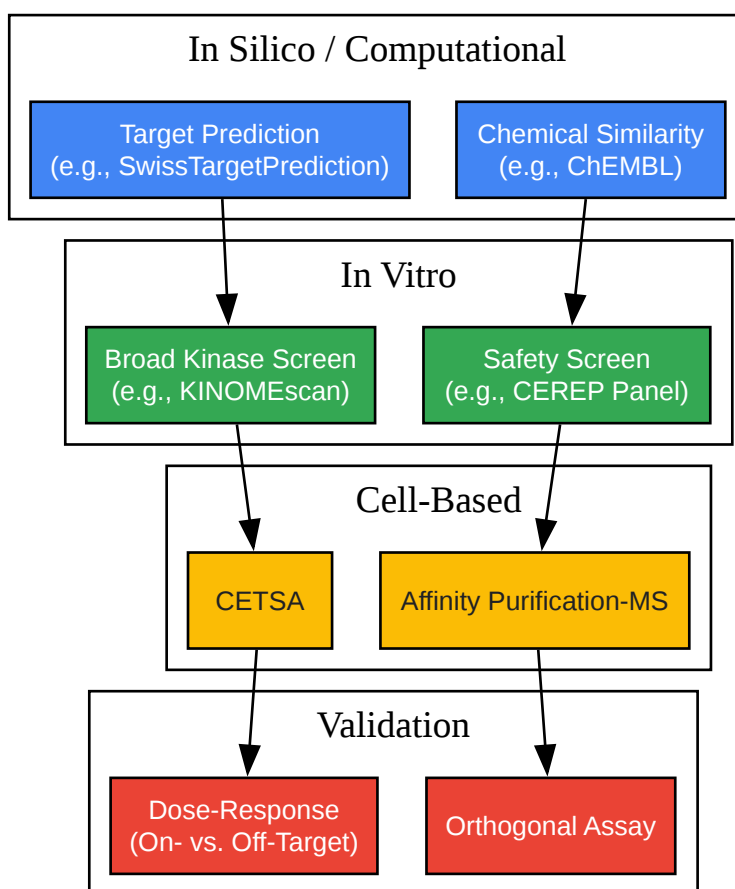 In Silico / Computational
Target Prediction
(e.g., SwissTargetPrediction)
Chemical Similarity
(e.g., ChEMBL)
In Vitro
Broad Kinase Screen
(e.g., KINOMEscan)
Safety Screen
(e.g., CEREP Panel)
Cell-Based
CETSA
Affinity Purification-MS
Validation
Dose-Response
(On- vs. Off-Target)
Orthogonal Assay